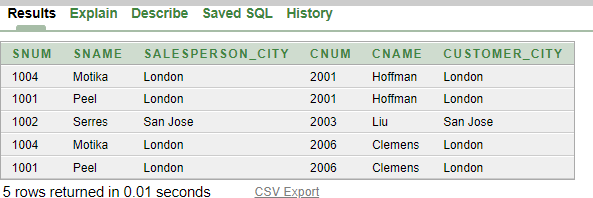 Results Explain Describe Saved SQL History
SNUM SNAME SALESPERSON_CITY CNUM CNAME CUSTOMER_CITY
1004 Motika London 2001 Hoffman London
1001 Peel London 2001 Hoffman London
1002 Serres San Jose 2003 Liu San Jose
1004 Motika London 2006 Clemens London
1001 Peel London 2006 Clemens London
5 rows returned in 0.01 seconds CSV Export